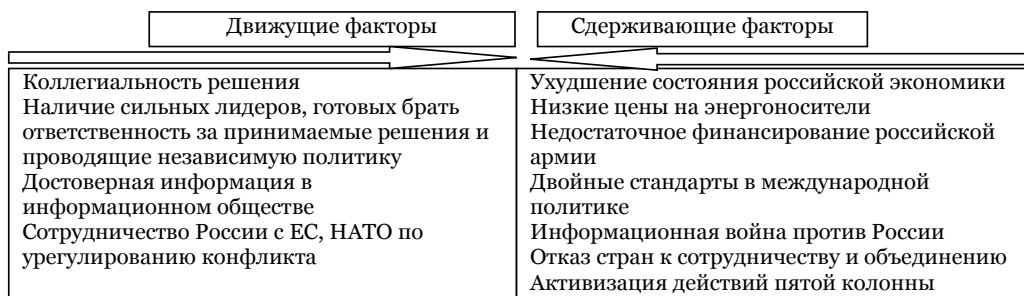 Движущие факторы
Сдерживающие факторы
Коллегиальность решения
Наличие сильных лидеров, готовых брать
ответственность за принимаемые решения и
проводящие независимую политику
Достоверная информация в
информационном обществе
Сотрудничество России с ЕС, НАТО по
урегулированию конфликта
Ухудшение состояния российской экономики
Низкие цены на энергоносители
Недостаточное финансирование российской
армии
Двойные стандарты в международной
политике
Информационная война против России
Отказ стран к сотрудничеству и объединению
Активизация действий пятой колонны